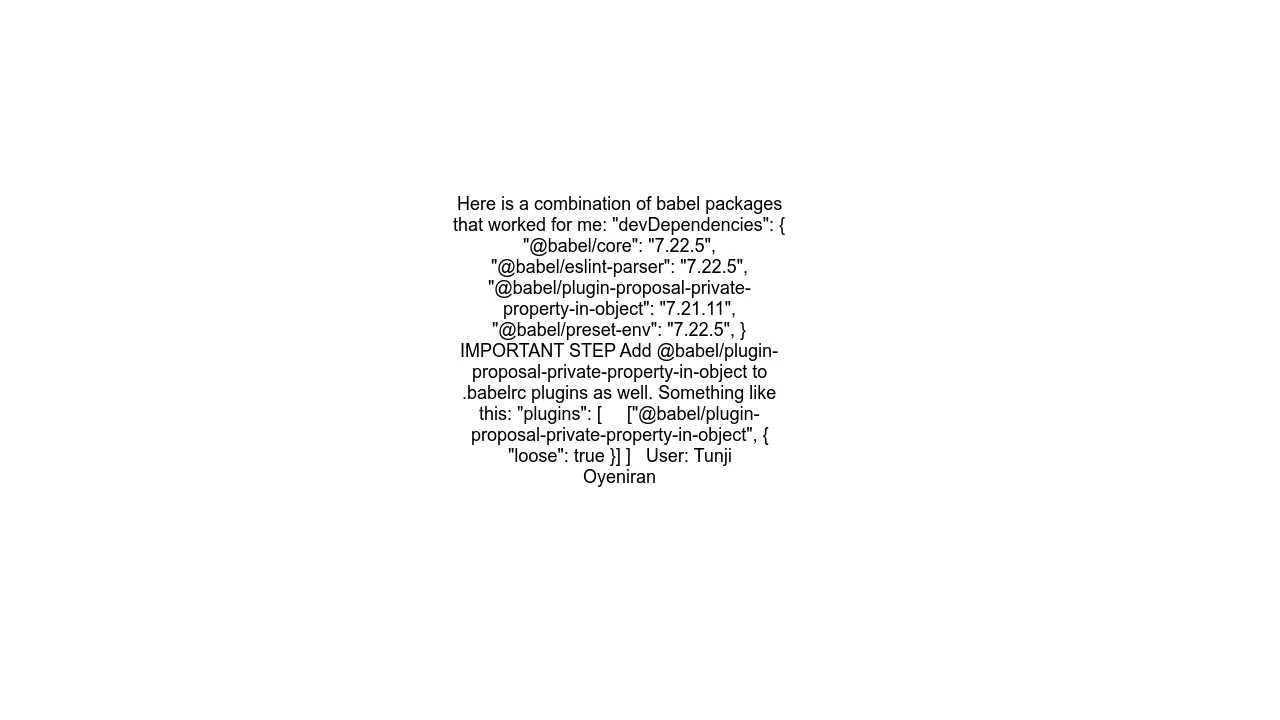 Here is a combination of babel packages
that worked for me: "devDependencies": {
"@babel/core": "7.22.5",
"@babel/eslint-parser": "7.22.5",
"@babel/plugin-proposal-private-
property-in-object": "7.21.11",
"@babel/preset-env": "7.22.5", }
IMPORTANT STEP Add @babel/plugin-
proposal-private-property-in-object to
.babelrc plugins as well. Something like
this: "plugins": [     ["@babel/plugin-
proposal-private-property-in-object", {
"loose": true }] ]   User: Tunji
Oyeniran